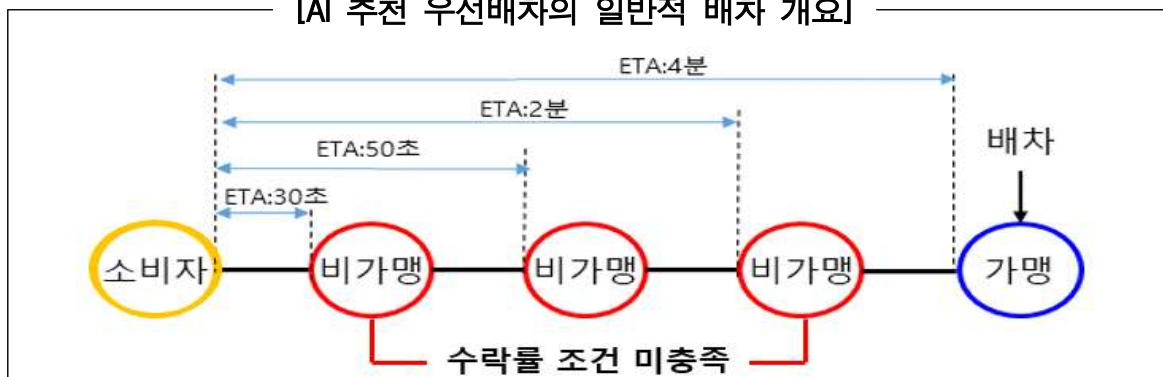 [AI 추천 우선배차의 일반적 배차 개요]
ETA:4분
ETA:2분
배차
ETA:50초
ETA:30초
소비자 비가맹 비가맹 비가맹 가맹
수락률 조건 미충족